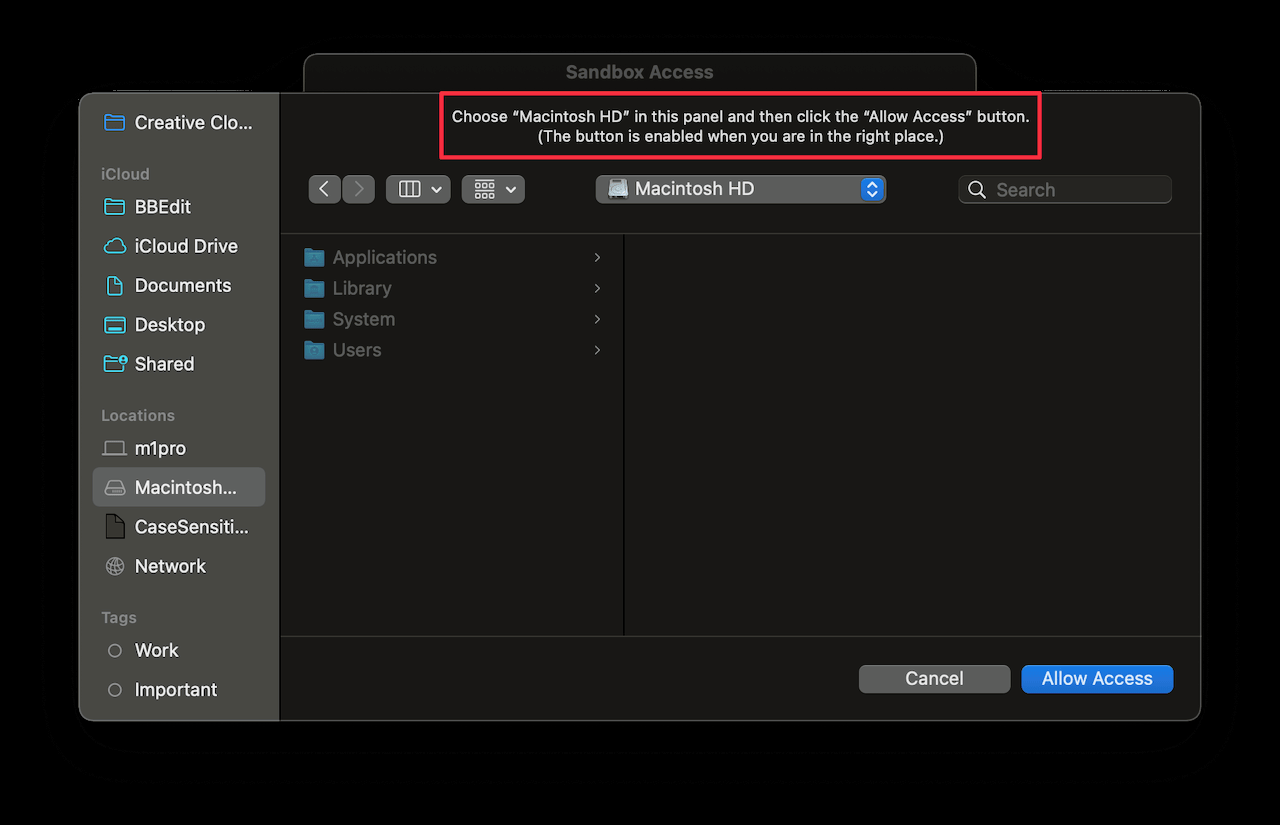 Sandbox Access
Choose “Macintosh HD” in this panel and then click the “Allow Access” button.
(The button is enabled when you are in the right place.)
Creative Clo...
iCloud
BBEdit
iCloud Drive
Documents
Desktop
Shared
Locations
m1pro
Macintosh...
CaseSensiti...
Network
Tags
Work
Important
Macintosh HD
Search
Applications
Library
System
Users
Cancel
Allow Access